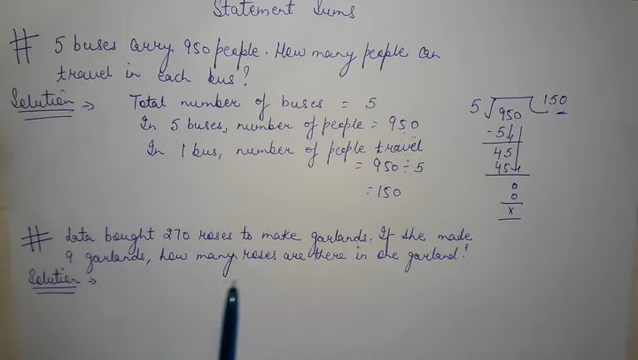 Statement Sums
# 5 buses carry 950 people. How many people can
travel in each bus?
Solution → Total number of buses = 5
In 5 buses, number of people = 950
In 1 bus, number of people travel
= 950 ÷ 5
= 150
5 √950 150
-5↓
45
45↓
0
0
x
# Lata bought 270 roses to make garlands. If she made
9 garlands, how many roses are there in one garland?
Solution →